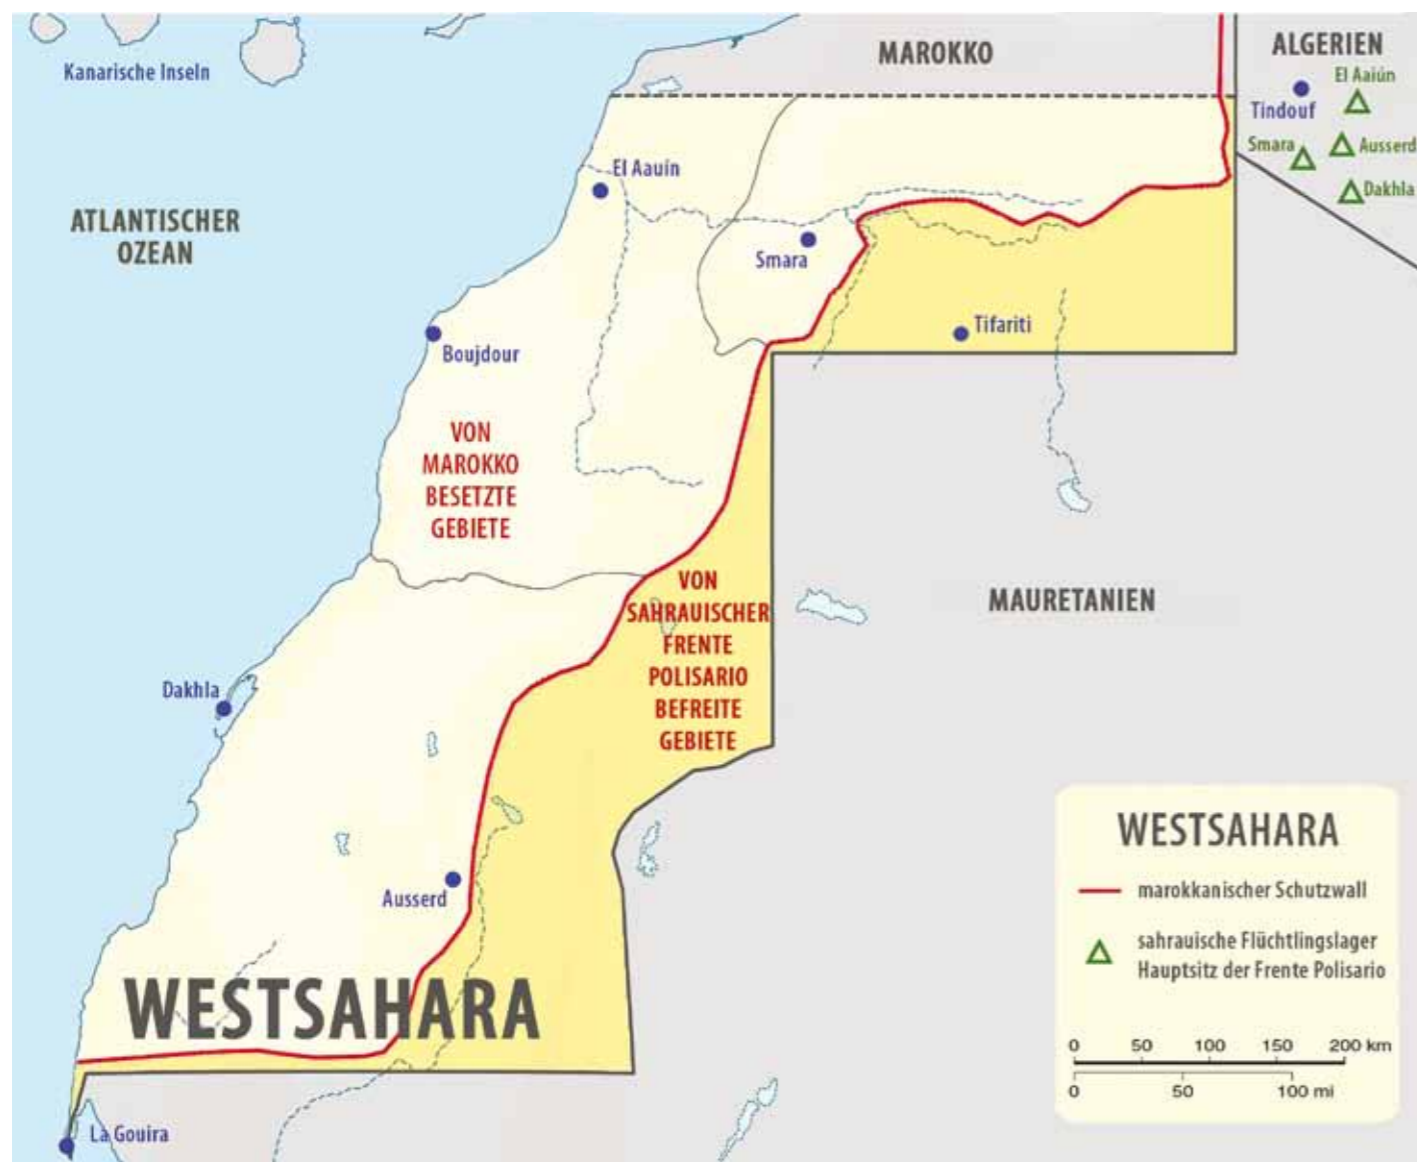 MAROKKO
ALGERIEN
Kanarische Inseln
El Aaiún
Tindouf
Smara
Ausserd
Dakhla
El Aauin
ATLANTISCHER
OZEAN
Smara
Tifariti
Boujdour
VON
MAROKKO
BESETZTE
GEBIETE
VON
SAHRAUISCHER
FRENTE
POLISARIO
BEFREITE
GEBIETE
MAURETANIEN
Dakhla
Ausserd
WESTSAHARA
La Gouira
WESTSAHARA
marokkanischer Schutzwall
sahrauische Flüchtlingslager
Hauptsitz der Frente Polisario
0 50 100 150 200 km
0 50 100 mi